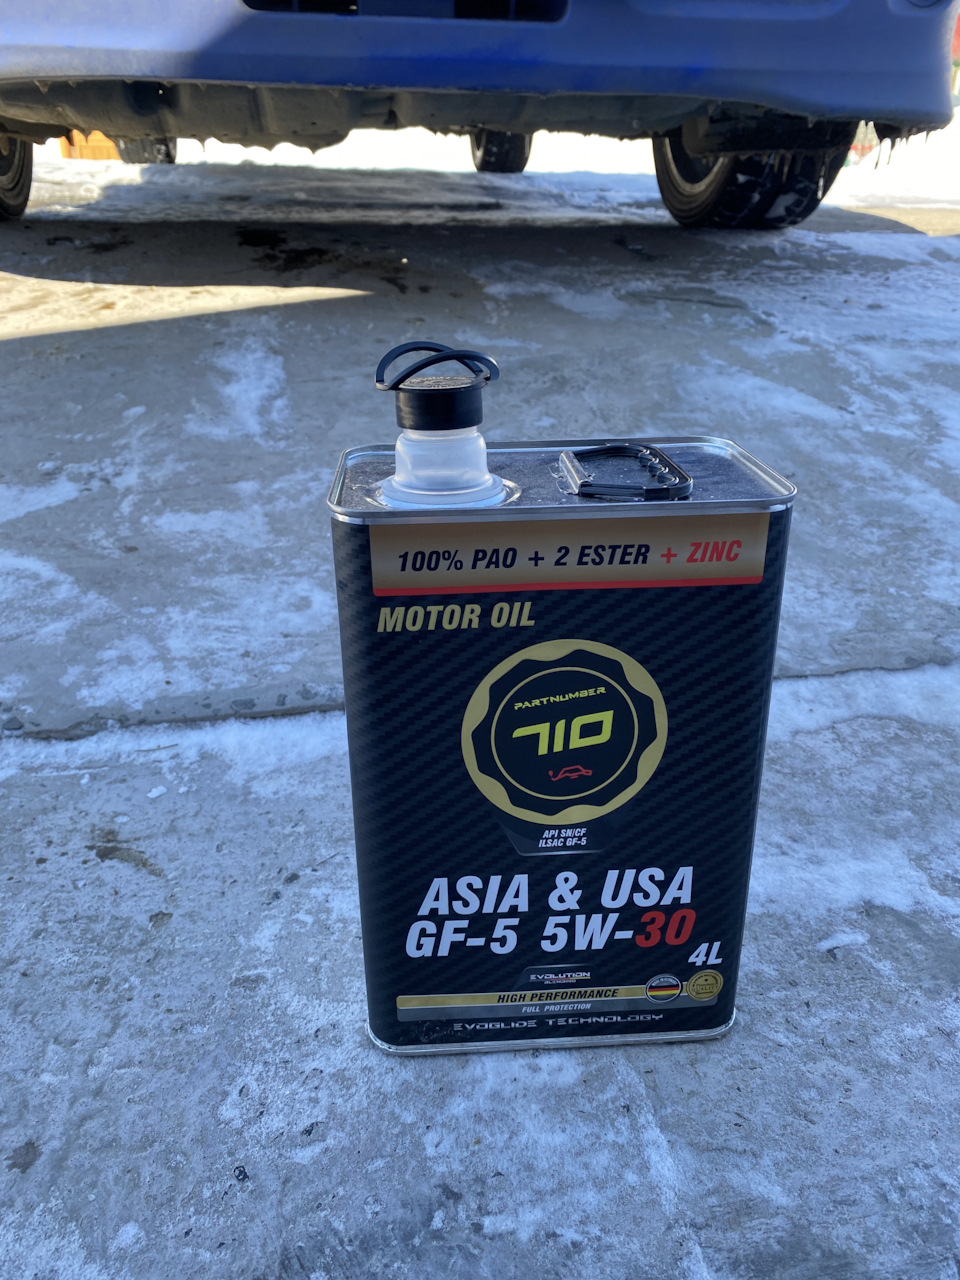 100% PAO + 2 ESTER + ZINC
MOTOR OIL
PARTNUMBER
710
API SN/CF
ILSAC GF-5
ASIA & USA
GF-5 5W-30
4L
EVOLUTION
HIGH PERFORMANCE
FULL PROTECTION
EVOGLIDE TECHNOLOGY